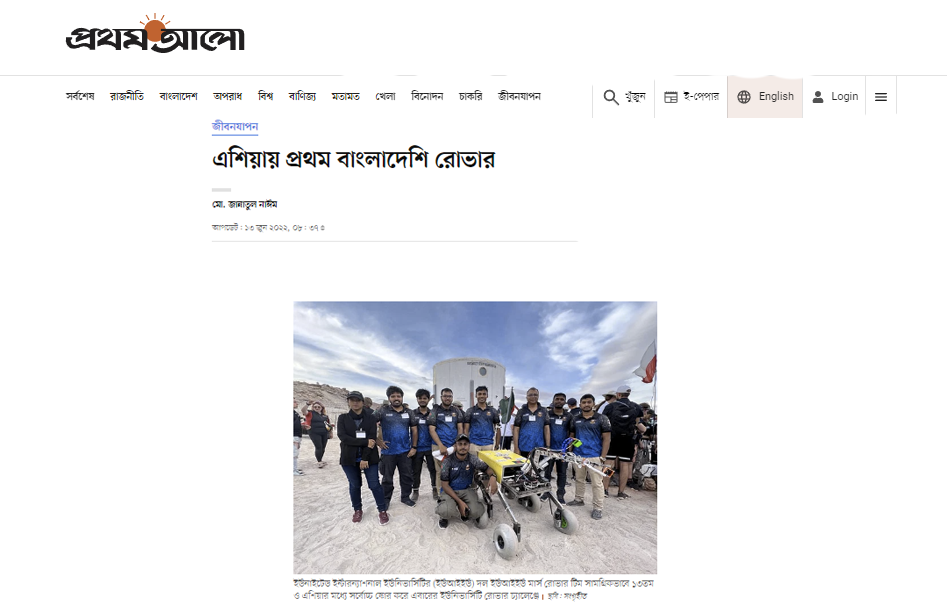 প্রথম আলো
সর্বশেষ রাজনীতি বাংলাদেশ অপরাধ বিশ্ব বাণিজ্য মতামত খেলা বিনোদন চাকরি জীবনযাপন খুঁজুন ই-পেপার English Login
জীবনযাপন
এশিয়ায় প্রথম বাংলাদেশি রোভার
মো. জান্নাতুল নাঈম
আপডেট: ১৩ জুন ২০২২, ০৮: ৩৭
ইউনাইটেড ইন্টারন্যাশনাল ইউনিভার্সিটির (ইউআইইউ) দল ইউআইইউ মার্স রোভার টিম সামগ্রিকভাবে ১৩তম
ও এশিয়ার মধ্যে সর্বোচ্চ স্কোর করে এবারের ইউনিভার্সিটি রোভার চ্যালেঞ্জে। ছবি: সংগৃহীত